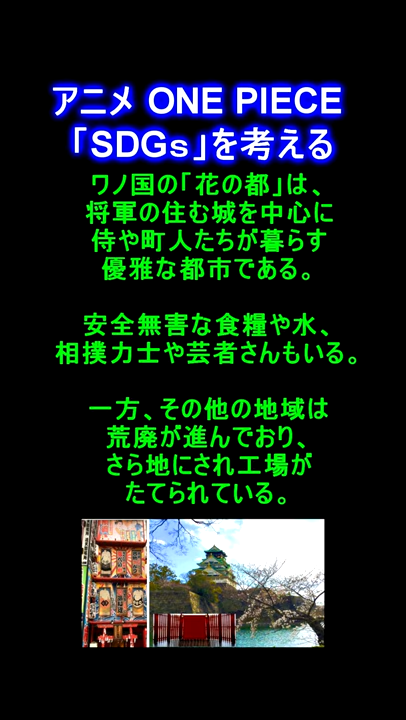 アニメ ONE PIECE
「SDGs」を考える
ワノ国の「花の都」は、
将軍の住む城を中心に
侍や町人たちが暮らす
優雅な都市である。
安全無害な食糧や水、
相撲力士や芸者さんもいる。
一方、その他の地域は
荒廃が進んでおり、
さら地にされ工場が
たてられている。